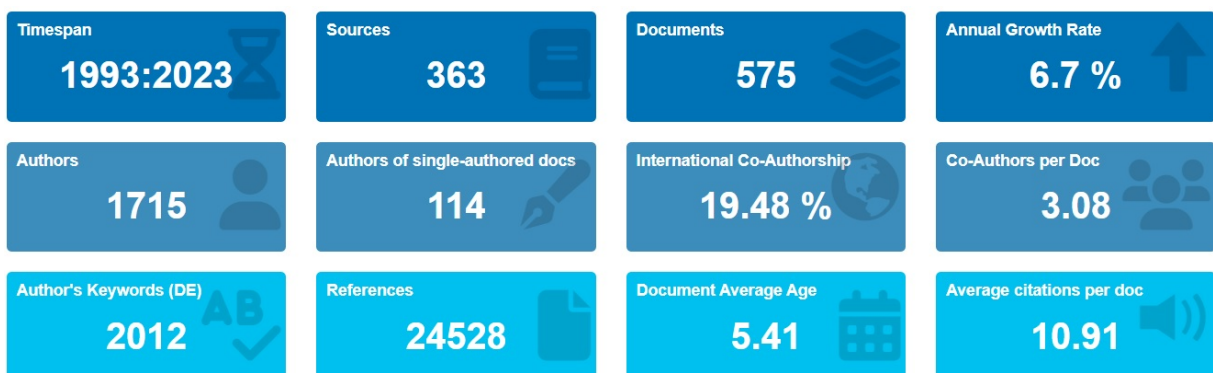 Timespan
1993:2023
Sources
363
Documents
575
Annual Growth Rate
6.7 %
Authors
1715
Authors of single-authored docs
114
International Co-Authorship
19.48 %
Co-Authors per Doc
3.08
Author's Keywords (DE)
2012
AB
References
24528
Document Average Age
5.41
Average citations per doc
10.91